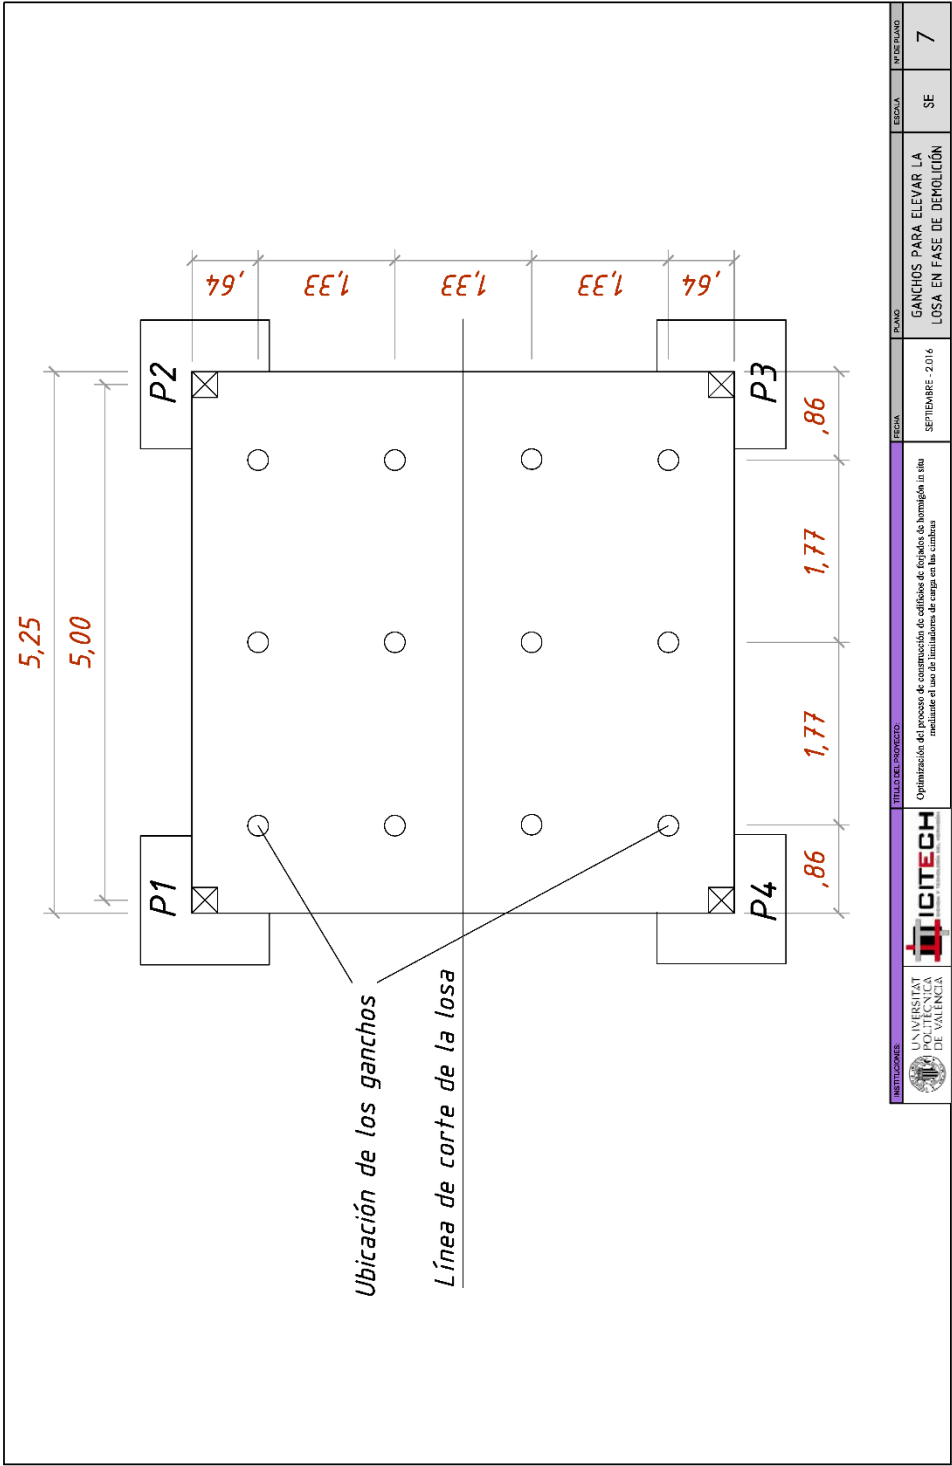 5,25
5,00
P1
P2
P3
P4
,64
1,33
1,33
1,33
,64
,86
1,77
1,77
,86
Ubicación de los ganchos
Línea de corte de la losa
INSTITUCIONES:
UNIVERSITAT
POLITÈCNICA
DE VALÈNCIA
ICITECH
TÍTULO DEL PROYECTO:
Optimización del proceso de construcción de edificios de forjados de hormigón in situ
mediante el uso de limitadores de carga en las cimbras
FECHA
SEPTIEMBRE - 2.016
PLANO
GANCHOS PARA ELEVAR LA
LOSA EN FASE DE DEMOLICIÓN
ESCALA
SE
Nº DE PLANO
7